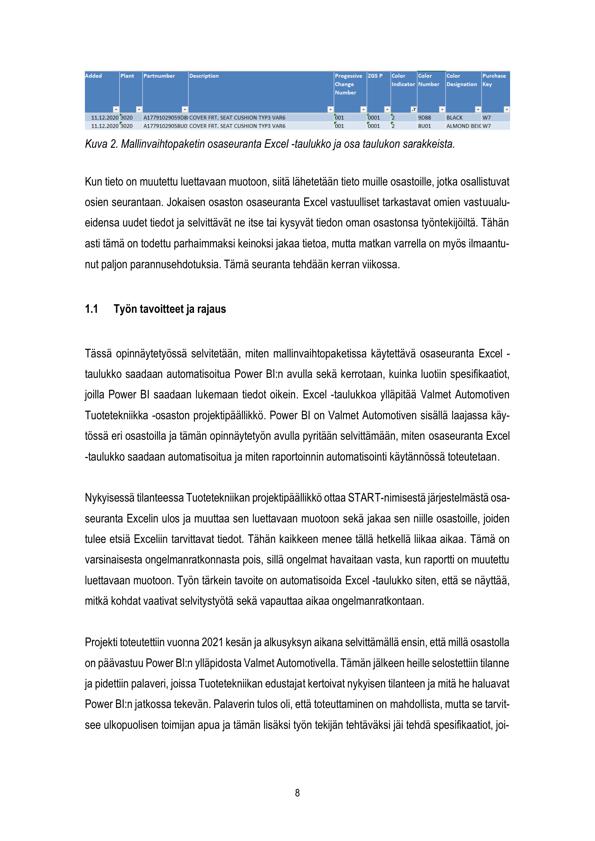 Added Plant Partnumber Description Progessive Change Number ZGS P Color Indicator Color Number Color Designation Purchase Key
11.12.2020 3020 A17791029059D88 COVER FRT. SEAT CUSHION TYP3 VAR6 001 0001 2 9D88 BLACK W7
11.12.2020 3020 COVER FRT. SEAT CUSHION TYP3 VAR6 001 0001 2 8U01 ALMOND BEIG W7
Kuva 2. Mallinvaihtopaketin osaseuranta Excel -taulukko ja osa taulukon sarakkeista.
Kun tieto on muutettu luettavaan muotoon, siitä lähetetään tieto muille osastoille, jotka osallistuvat
osien seurantaan. Jokaisen osaston osaseuranta Excel vastuulliset tarkastavat omien vastuualu-
eidensa uudet tiedot ja selvittävät ne itse tai kysyvät tiedon oman osastonsa työntekijöiltä. Tähän
asti tämä on todettu parhaimmaksi keinoksi jakaa tietoa, mutta matkan varrella on myös ilmaantu-
nut paljon parannusehdotuksia. Tämä seuranta tehdään kerran viikossa.
1.1 Työn tavoitteet ja rajaus
Tässä opinnäytetyössä selvitetään, miten mallinvaihtopaketissa käytettävä osaseuranta Excel -
taulukko saadaan automatisoitua Power BI:n avulla sekä kerrotaan, kuinka luotiin spesifikaatiot,
joilla Power BI saadaan lukemaan tiedot oikein. Excel -taulukkoa ylläpitää Valmet Automotiven
Tuotetekniikka -osaston projektipäällikkö. Power BI on Valmet Automotiven sisällä laajassa käy-
tössä eri osastoilla ja tämän opinnäytetyön avulla pyritään selvittämään, miten osaseuranta Excel
-taulukko saadaan automatisoitua ja miten raportoinnin automatisointi käytännössä toteutetaan.
Nykyisessä tilanteessa Tuotetekniikan projektipäällikkö ottaa START-nimisestä järjestelmästä osa-
seuranta Excelin ulos ja muuttaa sen luettavaan muotoon sekä jakaa sen niille osastoille, joiden
tulee etsiä Exceliin tarvittavat tiedot. Tähän kaikkeen menee tällä hetkellä liikaa aikaa. Tämä on
varsinaisesta ongelmanratkonnasta pois, sillä ongelmat havaitaan vasta, kun raportti on muutettu
luettavaan muotoon. Työn tärkein tavoite on automatisoida Excel -taulukko siten, että se näyttää,
mitkä kohdat vaativat selvitystyötä sekä vapauttaa aikaa ongelmanratkontaan.
Projekti toteutettiin vuonna 2021 kesän ja alkusyksyn aikana selvittämällä ensin, että millä osastolla
on päävastuu Power BI:n ylläpidosta Valmet Automotivella. Tämän jälkeen heille selostettiin tilanne
ja pidettiin palaveri, joissa Tuotetekniikan edustajat kertoivat nykyisen tilanteen ja mitä he haluavat
Power BI:n jatkossa tekevän. Palaverin tulos oli, että toteuttaminen on mahdollista, mutta se tarvit-
see ulkopuolisen toimijan apua ja tämän lisäksi työn tekijän tehtäväksi jäi tehdä spesifikaatiot, joi-
8